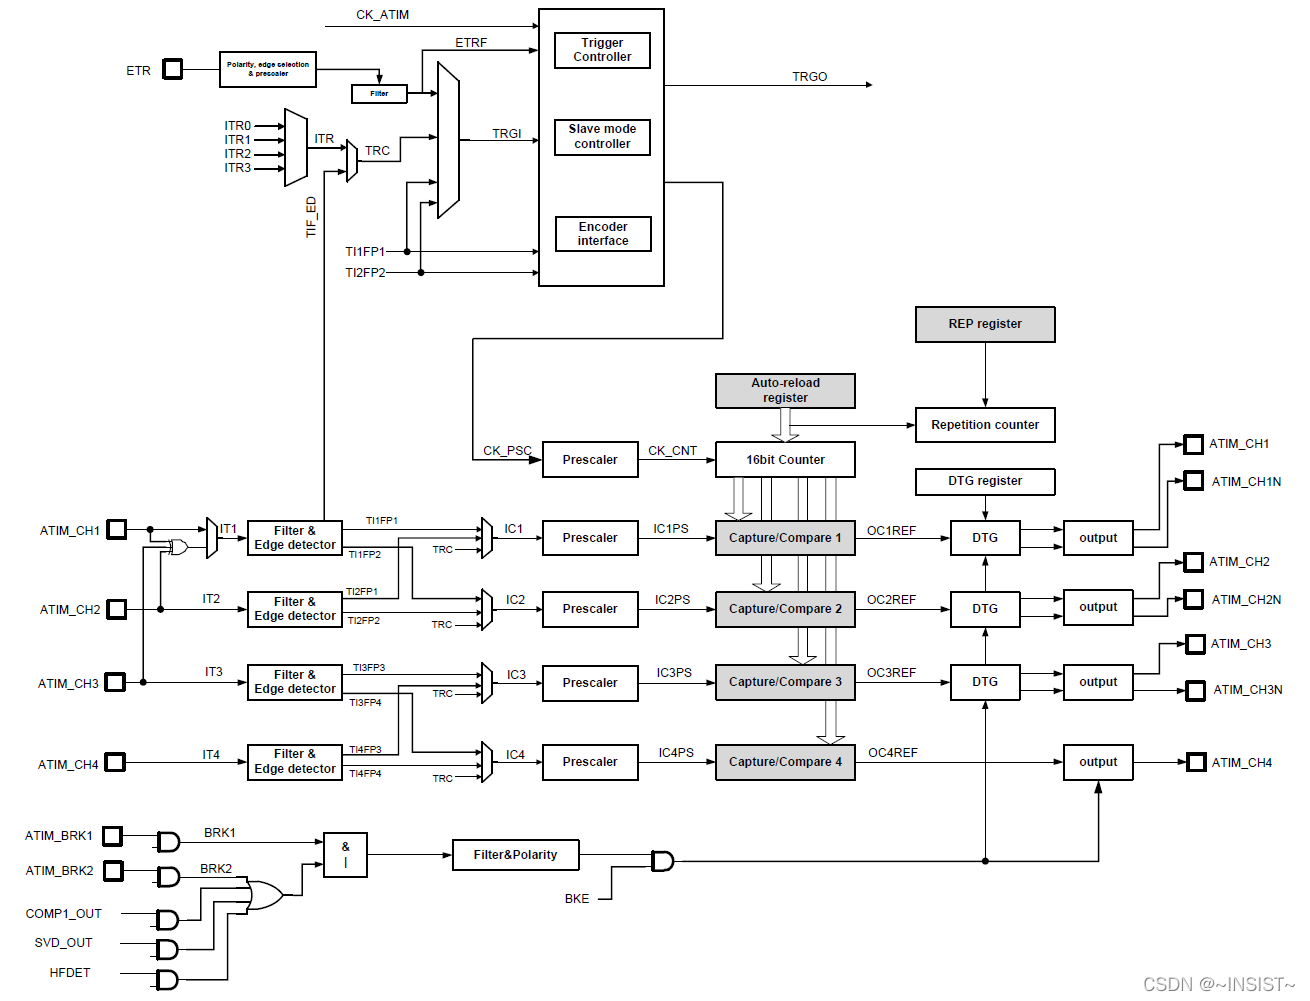 CK_ATIM
ETRF
Trigger
Controller
ETR
Polarity, edge selection
& prescaler
Filter
TRGO
ITR0
ITR1
ITR2
ITR3
ITR
TRC
TRGI
Slave mode
controller
TIF_ED
Encoder
interface
TI1FP1
TI2FP2
REP register
Auto-reload
register
Repetition counter
CK_PSC
Prescaler
CK_CNT
16bit Counter
DTG register
ATIM_CH1
ATIM_CH1N
ATIM_CH1
IT1
Filter &
Edge detector
TI1FP1
TI1FP2
TRC
IC1
Prescaler
IC1PS
Capture/Compare 1
OC1REF
DTG
output
ATIM_CH2
ATIM_CH2N
ATIM_CH2
IT2
Filter &
Edge detector
TI2FP1
TI2FP2
TRC
IC2
Prescaler
IC2PS
Capture/Compare 2
OC2REF
DTG
output
ATIM_CH3
ATIM_CH3N
ATIM_CH3
IT3
Filter &
Edge detector
TI3FP3
TI3FP4
TRC
IC3
Prescaler
IC3PS
Capture/Compare 3
OC3REF
DTG
output
ATIM_CH4
IT4
Filter &
Edge detector
TI4FP3
TI4FP4
TRC
IC4
Prescaler
IC4PS
Capture/Compare 4
OC4REF
output
ATIM_CH4
ATIM_BRK1
BRK1
&
|
Filter&Polarity
ATIM_BRK2
BRK2
BKE
COMP1_OUT
SVD_OUT
HFDET
CSDN @~INSIST~